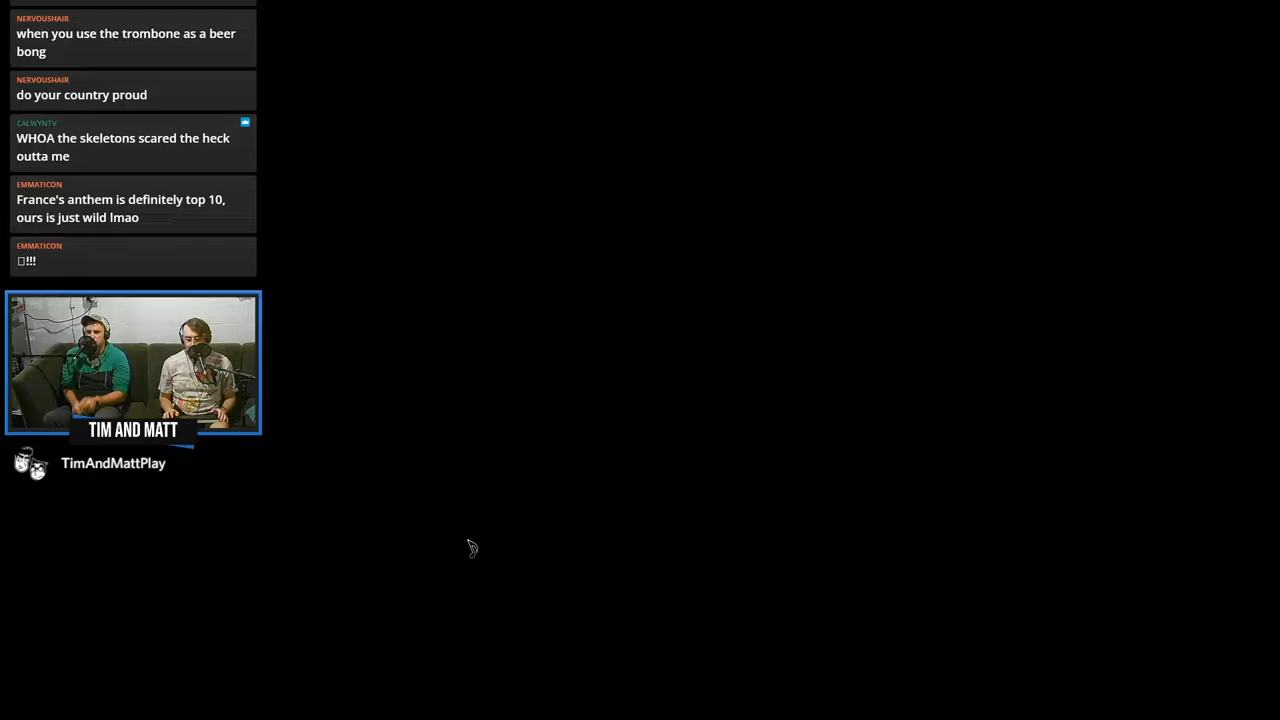 NERVOUSHAIR
when you use the trombone as a beer
bong
NERVOUSHAIR
do your country proud
CALWYNTV
WHOA the skeletons scared the heck
outta me
EMMATICON
France's anthem is definitely top 10,
ours is just wild lmao
EMMATICON
!!!
TIM AND MATT
TimAndMattPlay